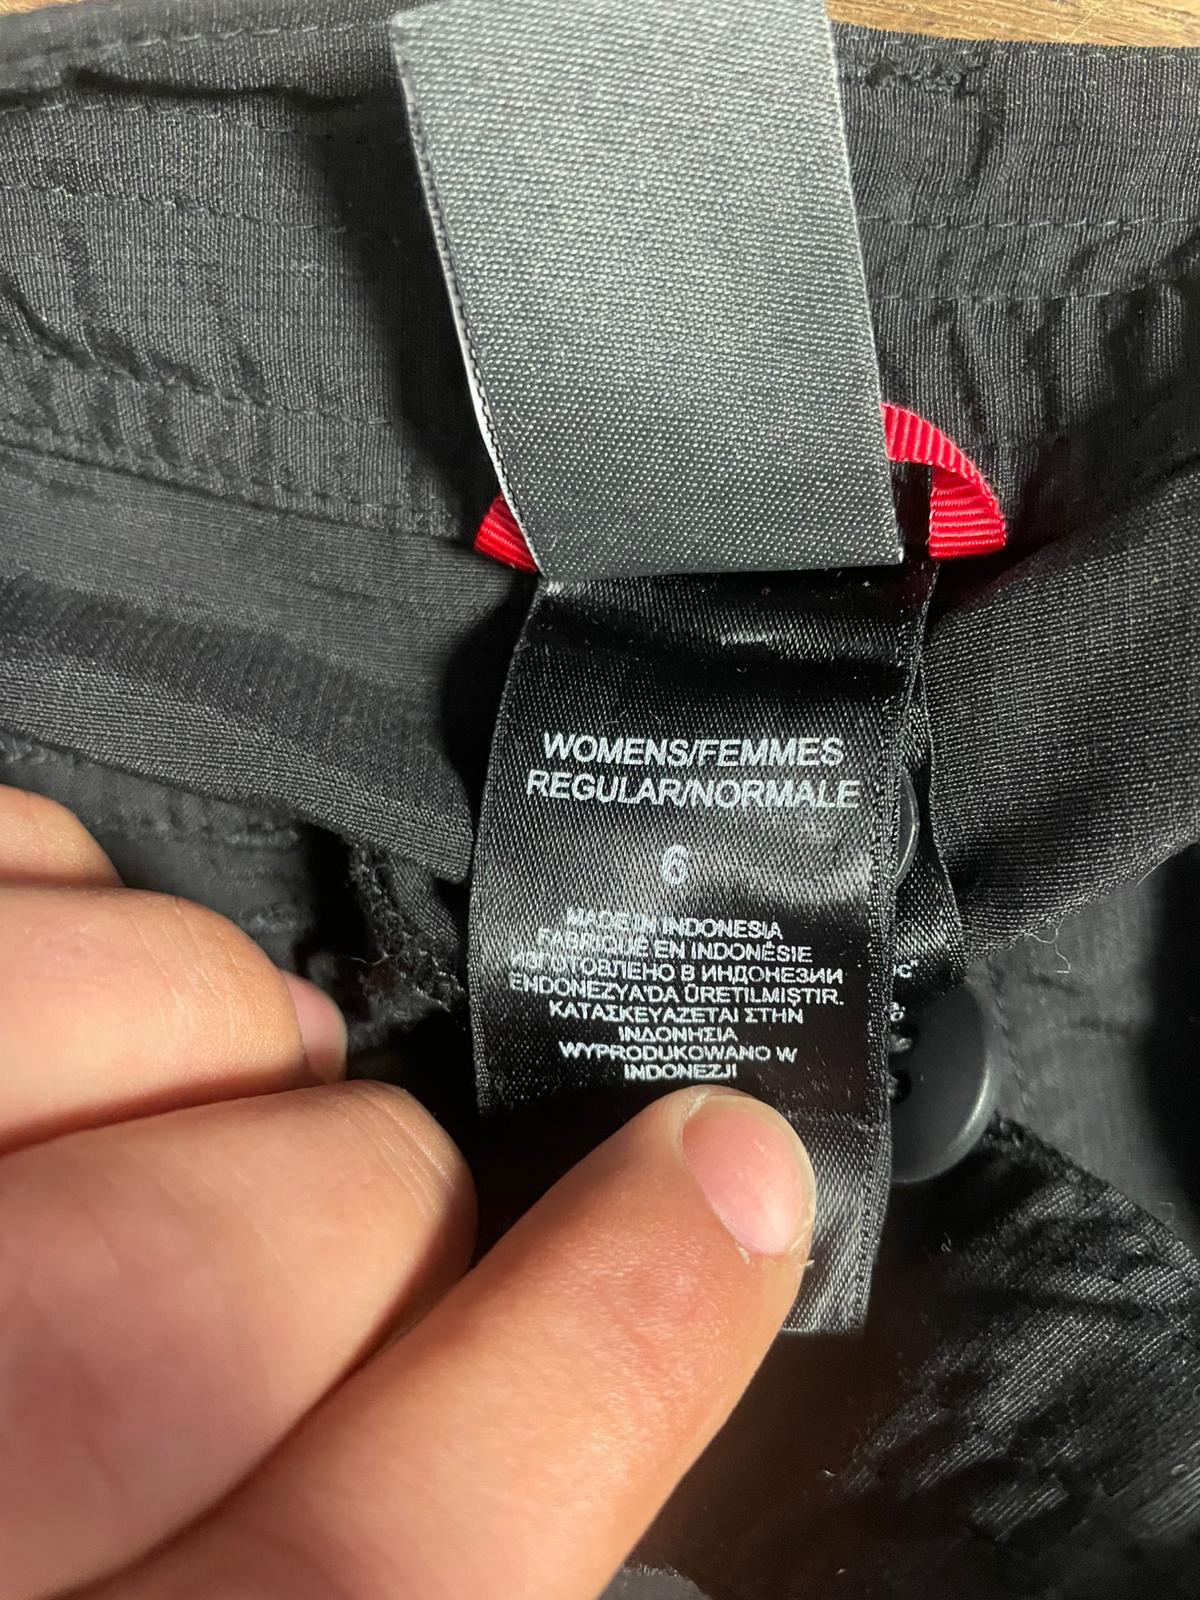 WOMENS/FEMMES
REGULAR/NORMALE
6
MADE IN INDONESIA
FABRIQUÉ EN INDONÉSIE
ИЗГОТОВЛЕНО В ИНДОНЕЗИИ
ENDONEZYA'DA ÜRETILMIŞTIR.
ΚΑΤΑΣΚΕΥΑΖΕΤΑΙ ΣΤΗΝ
ΙΝΔΟΝΗΣΙΑ
WYPRODUKOWANO W
INDONEZJI